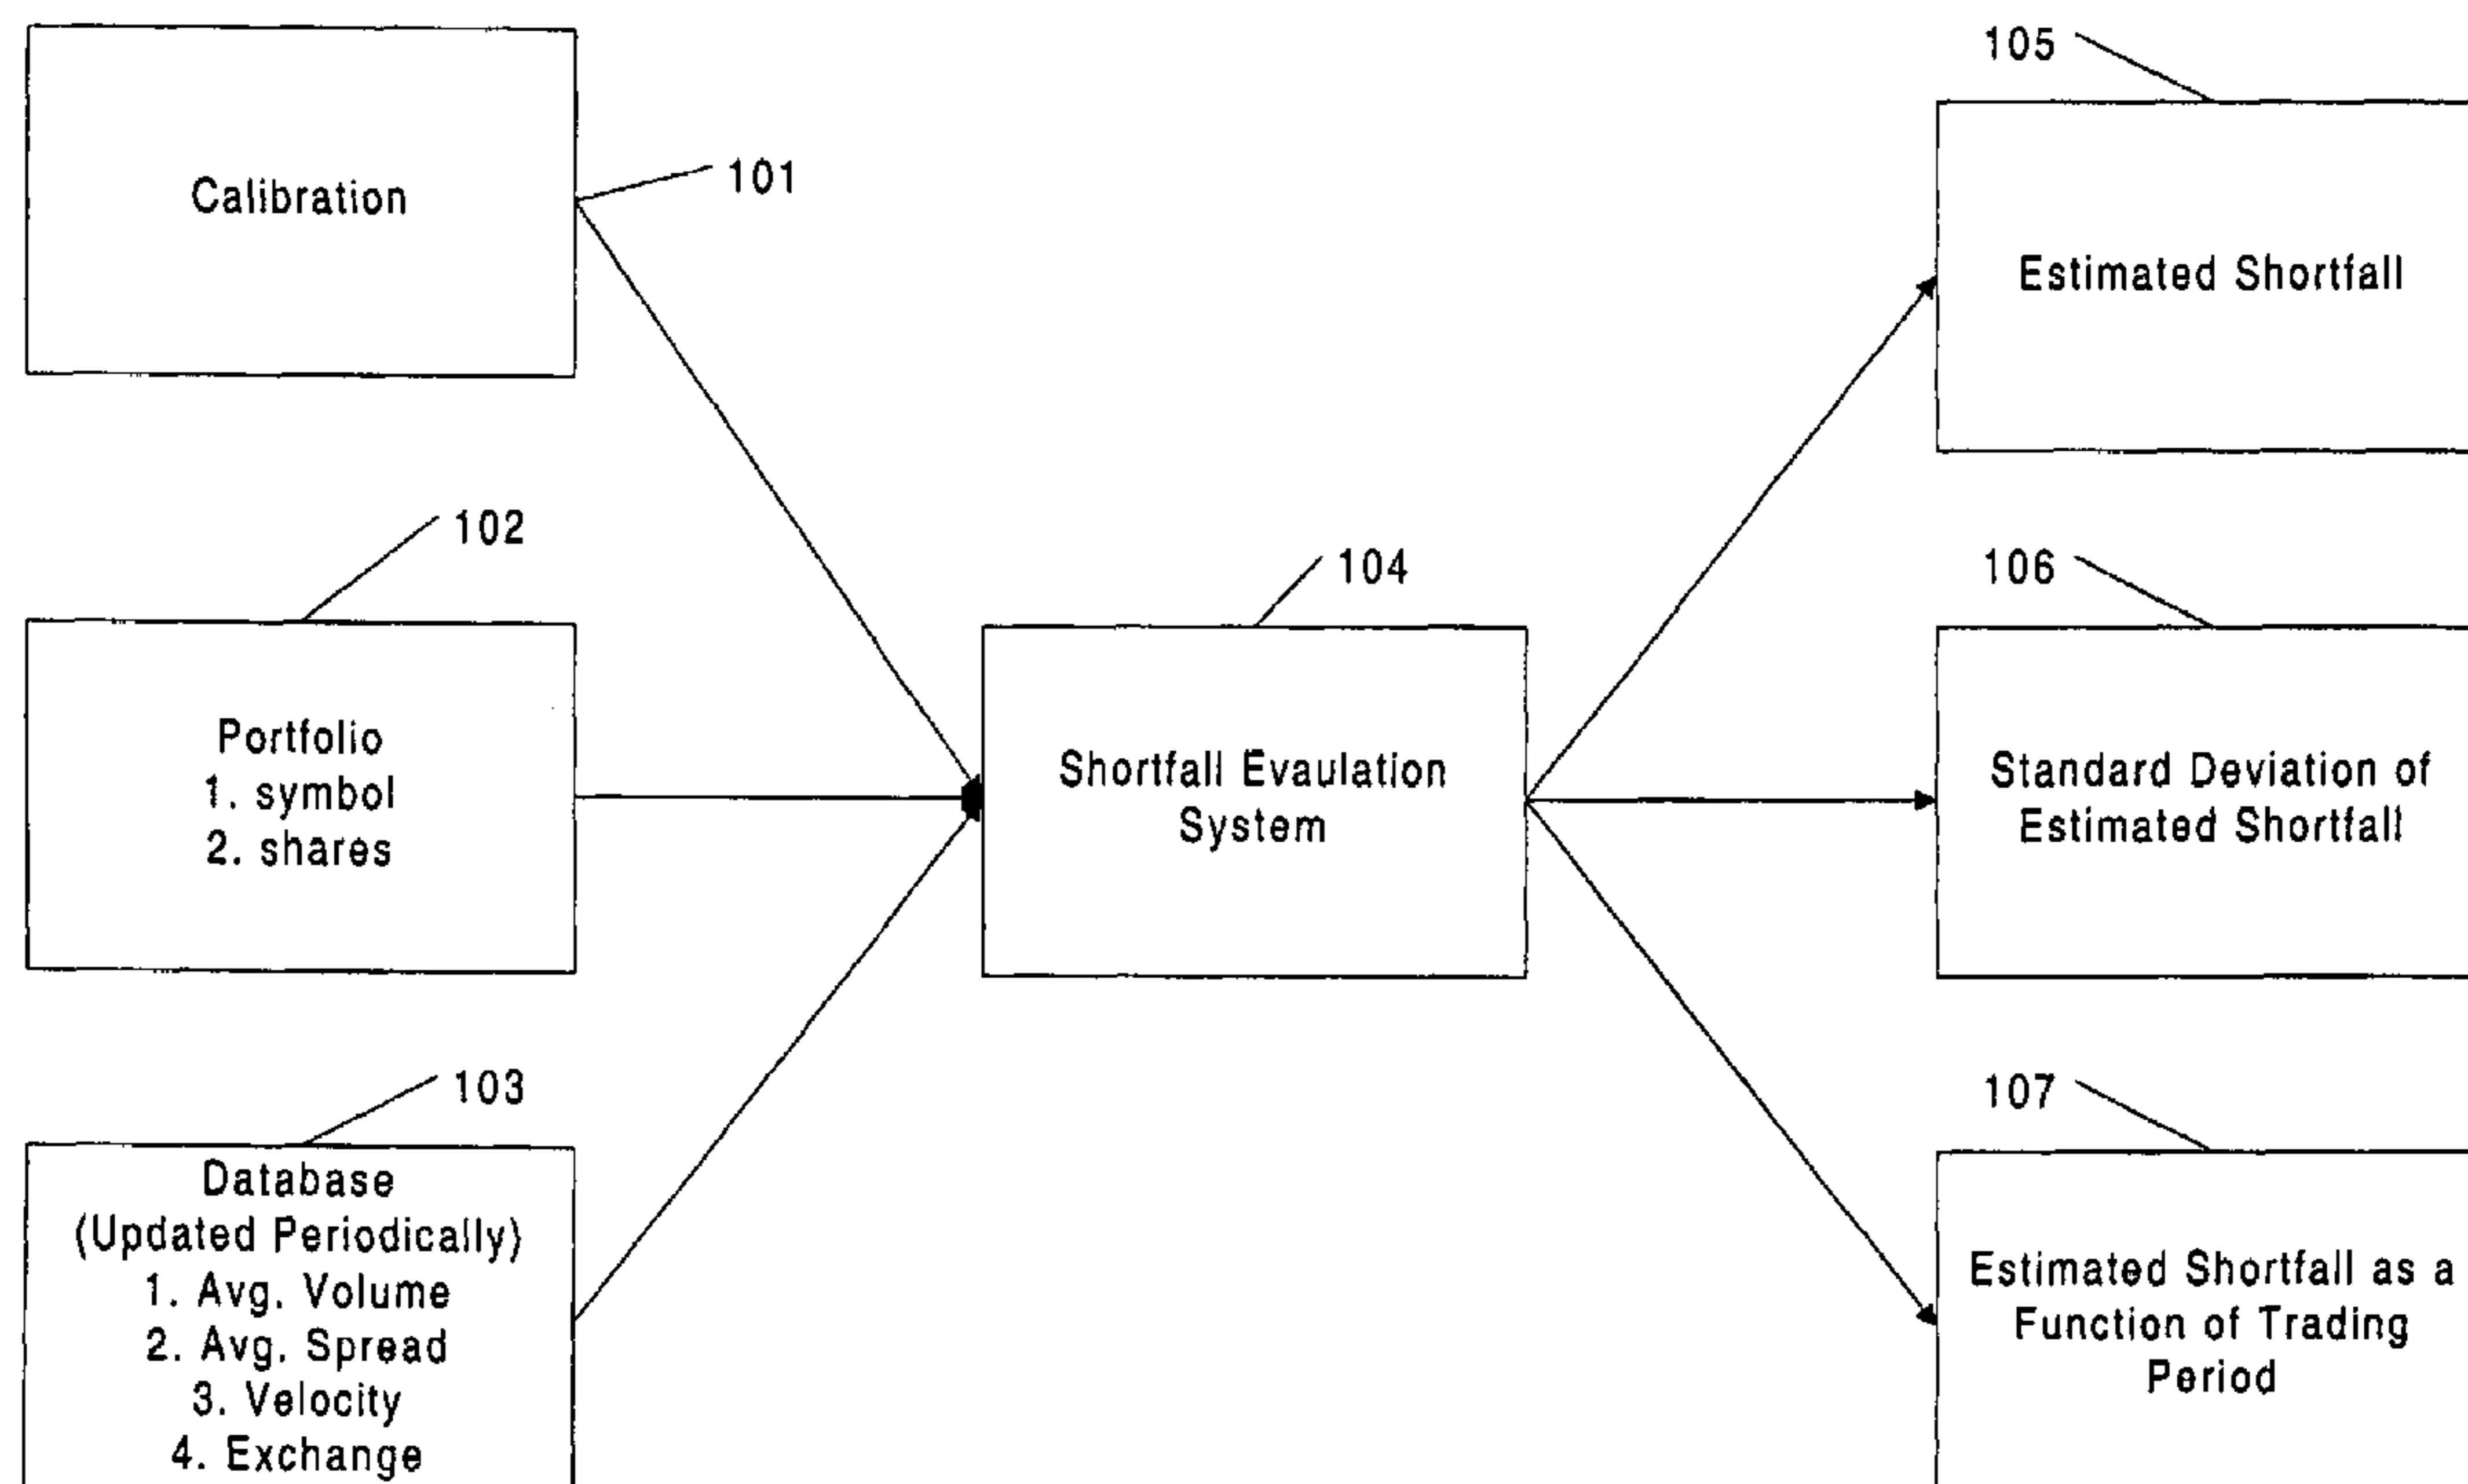 Calibration
101
102
Portfolio
1. symbol
2. shares
103
Database
(Updated Periodically)
1. Avg. Volume
2. Avg. Spread
3. Velocity
4. Exchange
104
Shortfall Evaulation
System
105
Estimated Shortfall
106
Standard Deviation of
Estimated Shortfall
107
Estimated Shortfall as a
Function of Trading
Period